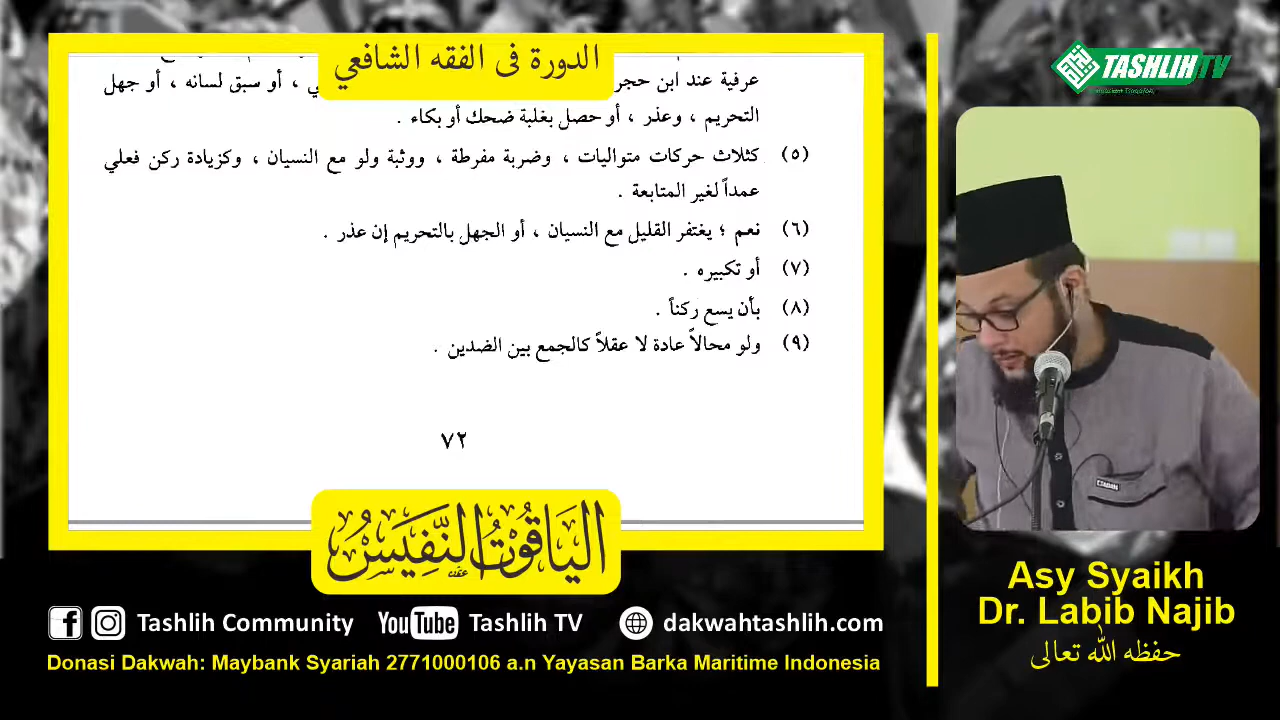 الدورة فى الفقه الشافعي
عرفية عند ابن حجر
، أو سبق لسانه ، أو جهل
التحريم ، وعذر ، أو حصل بغلبة ضحك أو بكاء .
(٥) كثلاث حركات متواليات ، وضربة مفرطة ، ووثبة ولو مع النسيان ، وكزيادة ركن فعلي
عمداً لغير المتابعة .
(٦) نعم ؛ يغتفر القليل مع النسيان ، أو الجهل بالتحريم إن عذر .
(٧) أو تكبيره .
(٨) بأن يسع ركناً .
(٩) ولو محالاً عادة لا عقلاً كالجمع بين الضدين .
٧٢
اليَاقُوْتُ النَّفِيْسُ
TASHLIH TV
Asy Syaikh
Dr. Labib Najib
حفظه الله تعالى
Tashlih Community
YouTube Tashlih TV
dakwahtashlih.com
Donasi Dakwah: Maybank Syariah 2771000106 a.n Yayasan Barka Maritime Indonesia